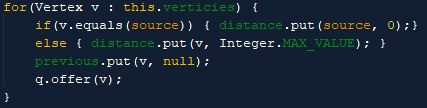 for(Vertex v : this.verticies) {
if(v.equals(source)) { distance.put(source, 0);}
else { distance.put(v, Integer.MAX_VALUE); }
previous.put(v, null);
q.offer(v);
}